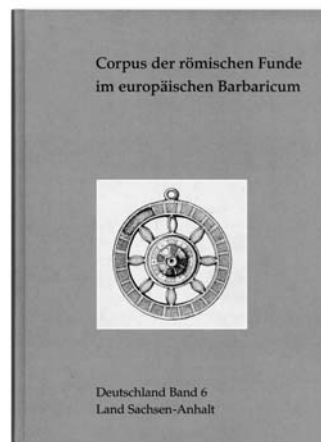 Corpus der römischen Funde
im europäischen Barbaricum
Deutschland Band 6
Land Sachsen-Anhalt